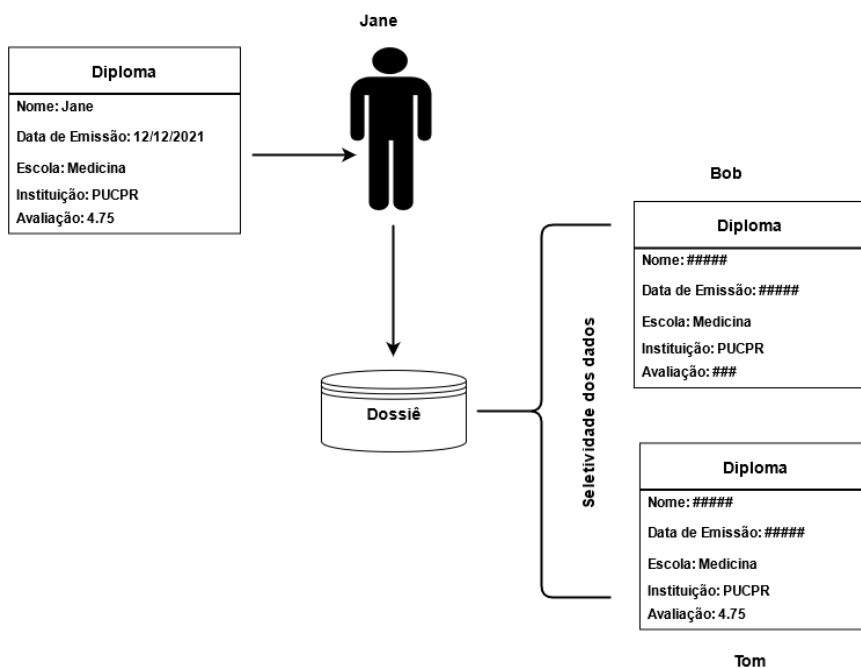 Jane
Diploma
Nome: Jane
Data de Emissão: 12/12/2021
Escola: Medicina
Instituição: PUCPR
Avaliação: 4.75
Dossiê
Seletividade dos dados
Bob
Diploma
Nome: #####
Data de Emissão: #####
Escola: Medicina
Instituição: PUCPR
Avaliação: ###
Diploma
Nome: #####
Data de Emissão: #####
Escola: Medicina
Instituição: PUCPR
Avaliação: 4.75
Tom